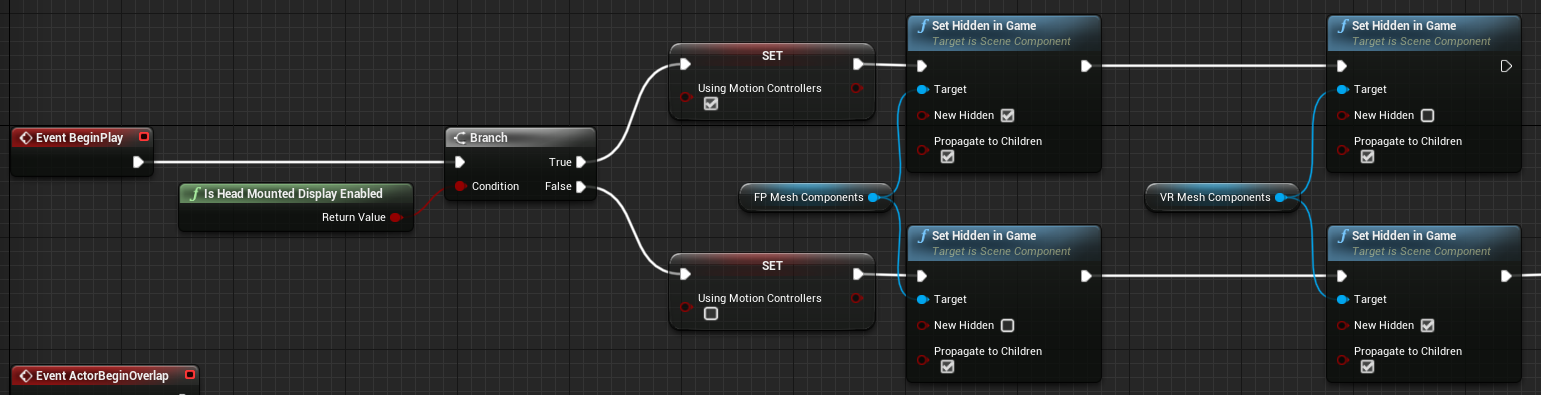 Event BeginPlay
Is Head Mounted Display Enabled
Return Value
Branch
True
Condition
False
SET
Using Motion Controllers
SET
Using Motion Controllers
FP Mesh Components
Set Hidden in Game
Target is Scene Component
Target
New Hidden
Propagate to Children
Set Hidden in Game
Target is Scene Component
Target
New Hidden
Propagate to Children
VR Mesh Components
Set Hidden in Game
Target is Scene Component
Target
New Hidden
Propagate to Children
Set Hidden in Game
Target is Scene Component
Target
New Hidden
Propagate to Children
Event ActorBeginOverlap